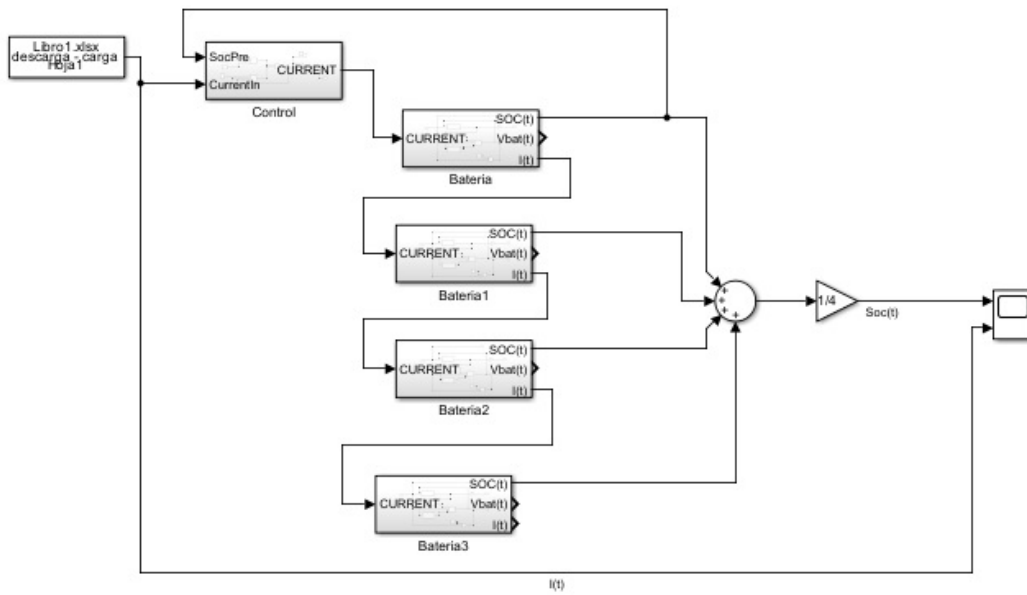 Libro1.xlsx
descarga - carga
Hoja1
SocPre
CurrentIn
CURRENT
Control
CURRENT
SOC(t)
Vbat(t)
I(t)
Bateria
CURRENT
SOC(t)
Vbat(t)
I(t)
Bateria1
CURRENT
SOC(t)
Vbat(t)
I(t)
Bateria2
CURRENT
SOC(t)
Vbat(t)
I(t)
Bateria3
+
+
+
+
1/4
Soc(t)
I(t)